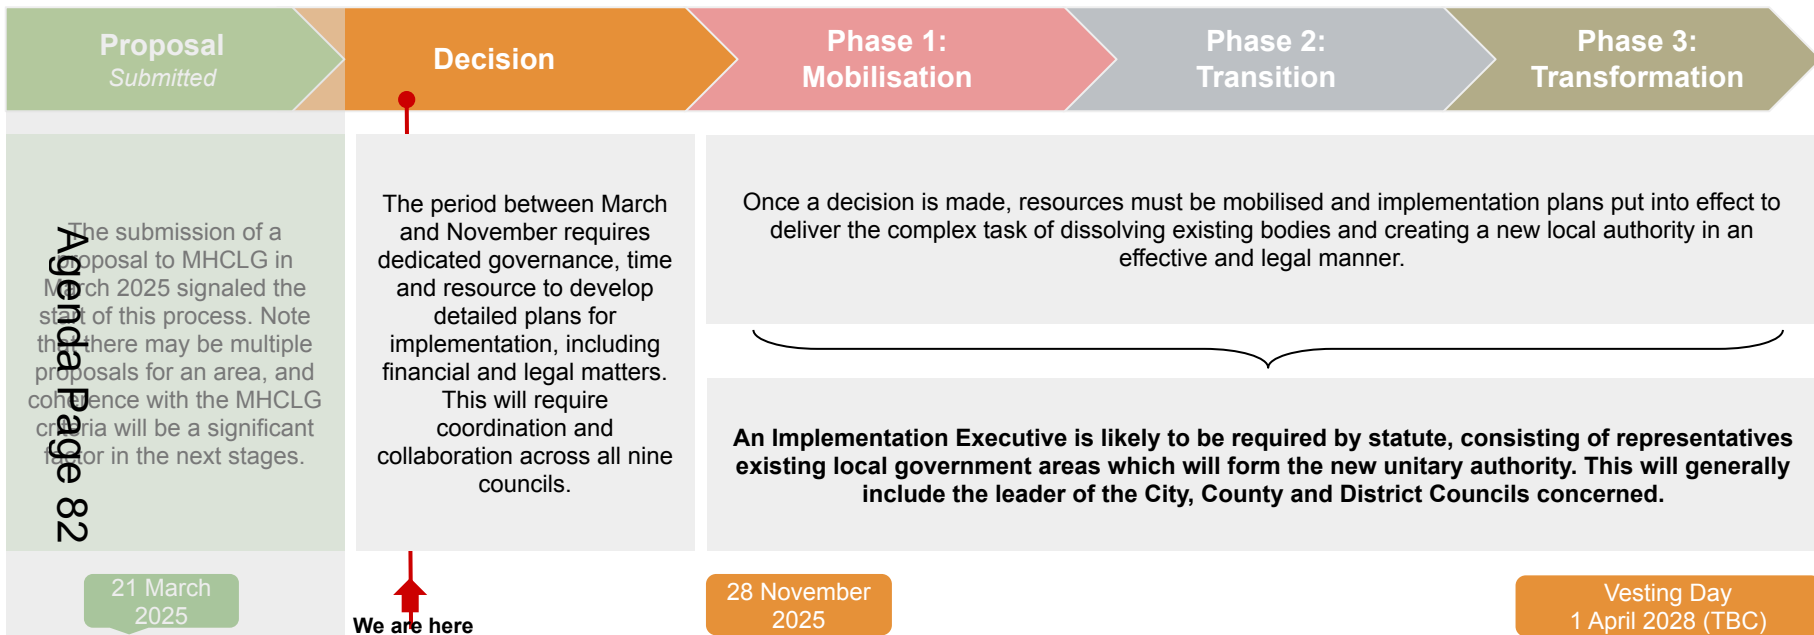 Proposal
Submitted
Decision
Phase 1:
Mobilisation
Phase 2:
Transition
Phase 3:
Transformation
The submission of a
proposal to MHCLG in
March 2025 signaled the
start of this process. Note
that there may be multiple
proposals for an area, and
coherence with the MHCLG
criteria will be a significant
factor in the next stages.
Agenda Page 82
The period between March
and November requires
dedicated governance, time
and resource to develop
detailed plans for
implementation, including
financial and legal matters.
This will require
coordination and
collaboration across all nine
councils.
Once a decision is made, resources must be mobilised and implementation plans put into effect to
deliver the complex task of dissolving existing bodies and creating a new local authority in an
effective and legal manner.
An Implementation Executive is likely to be required by statute, consisting of representatives
existing local government areas which will form the new unitary authority. This will generally
include the leader of the City, County and District Councils concerned.
21 March
2025
We are here
28 November
2025
Vesting Day
1 April 2028 (TBC)